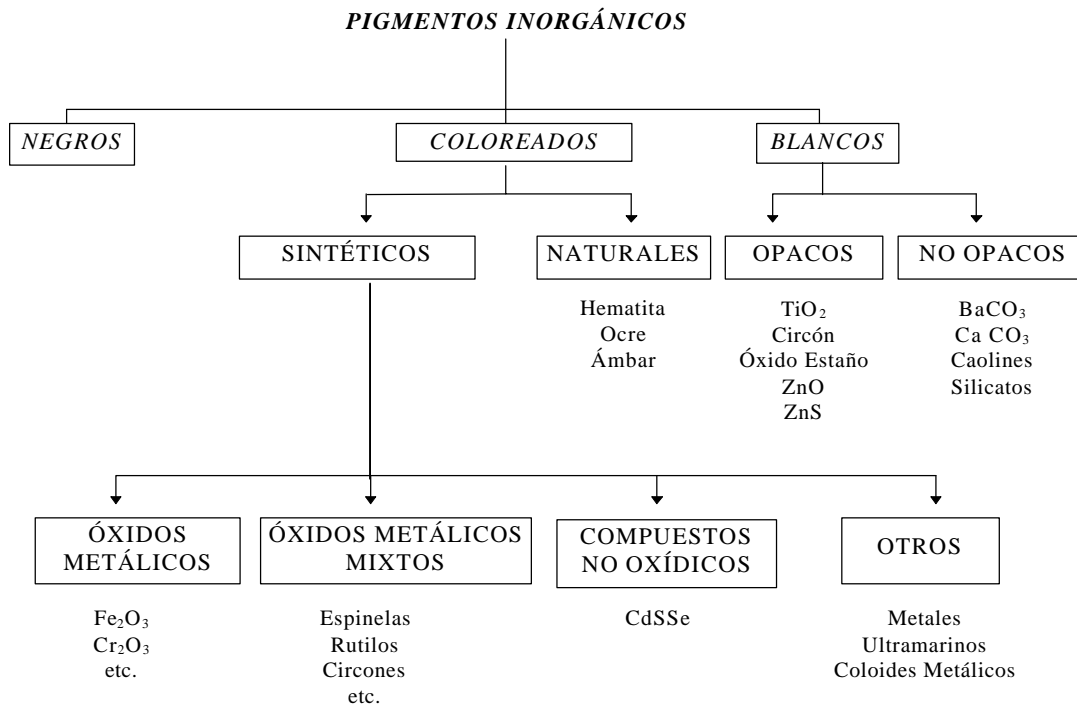 PIGMENTOS INORGÁNICOS
NEGROS
COLOREADOS
BLANCOS
SINTÉTICOS
NATURALES
OPACOS
NO OPACOS
Hematita
Ocre
Ámbar
TiO₂
Circón
Óxido Estaño
ZnO
ZnS
BaCO₃
Ca CO₃
Caolines
Silicatos
ÓXIDOS
METÁLICOS
ÓXIDOS METÁLICOS
MIXTOS
COMPUESTOS
NO OXÍDICOS
OTROS
Fe₂O₃
Cr₂O₃
etc.
Espinelas
Rutilos
Circones
etc.
CdSSe
Metales
Ultramarinos
Coloides Metálicos